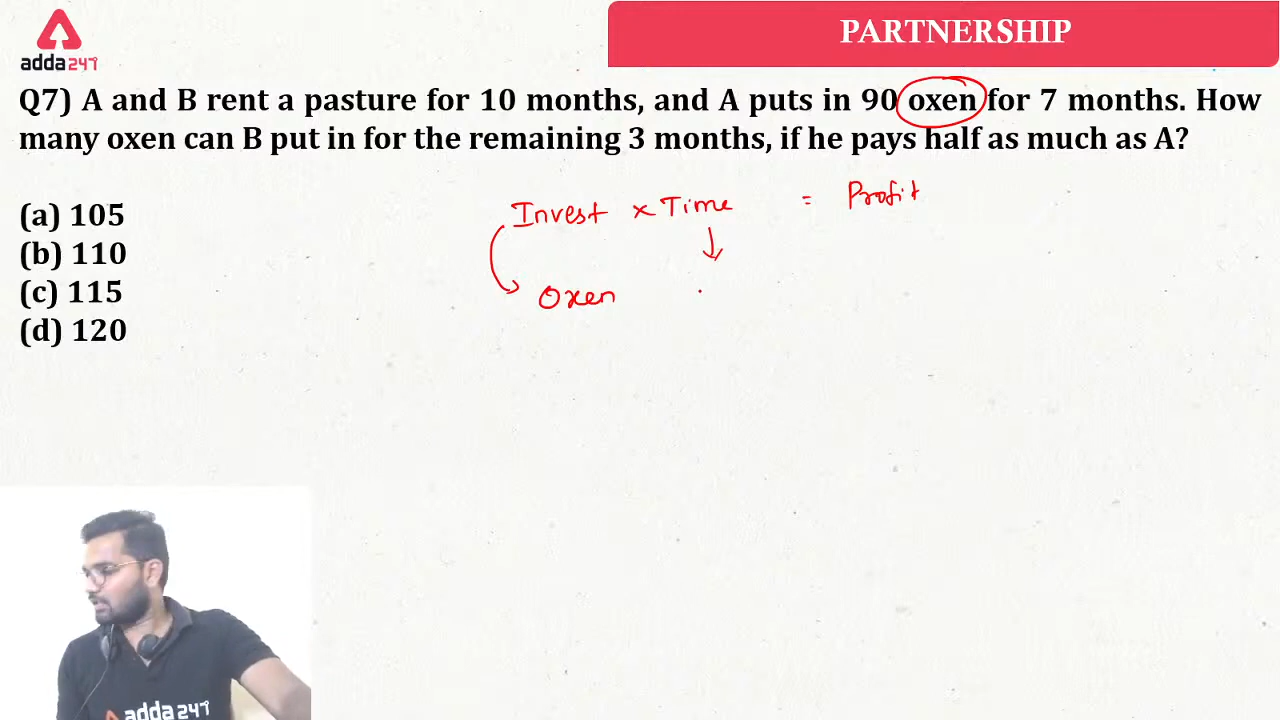 PARTNERSHIP
adda247
Q7) A and B rent a pasture for 10 months, and A puts in 90 oxen for 7 months. How
many oxen can B put in for the remaining 3 months, if he pays half as much as A?
(a) 105
(b) 110
(c) 115
(d) 120
Invest × Time = Profit
Oxen
adda247